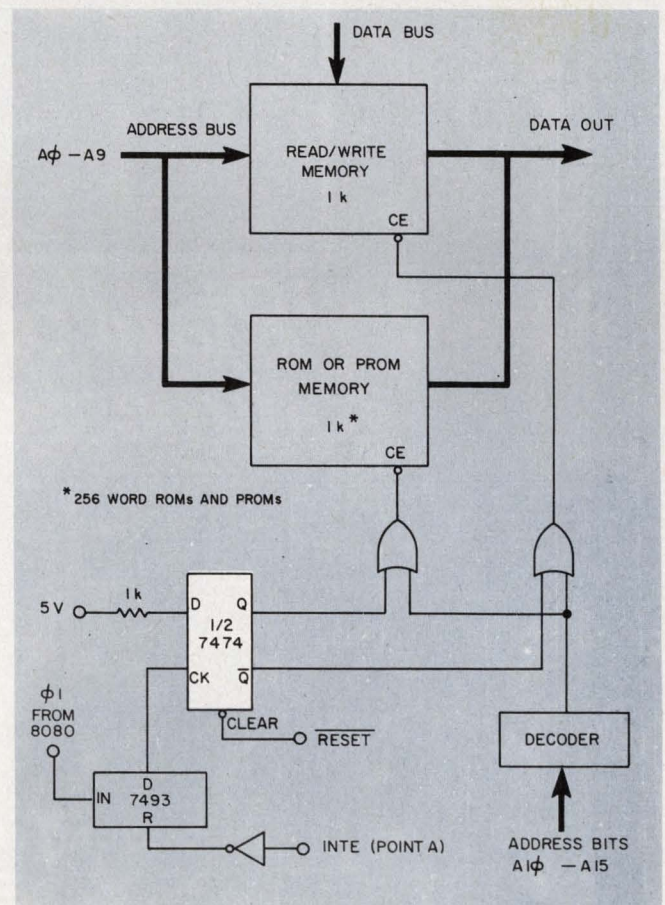 DATA BUS
ADDRESS BUS
DATA OUT
Aϕ – A9
READ/WRITE
MEMORY
1 k
CE
ROM OR PROM
MEMORY
1 k*
CE
*256 WORD ROMs AND PROMs
1 k
5 V
D Q
1/2
7474
CK Q̅
CLEAR
R̅E̅S̅E̅T̅
ϕ1
FROM
8080
D
IN 7493
R
INTE (POINT A)
DECODER
ADDRESS BITS
A1ϕ – A15